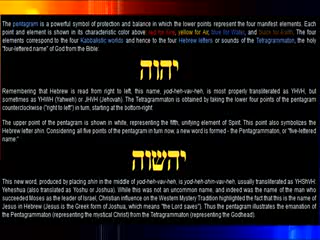 The pentagram is a powerful symbol of protection and balance in which the lower points represent the four manifest elements. Each
point and element is shown in its characteristic color above: red for Fire, yellow for Air, blue for Water, and black for Earth. The four
elements correspond to the four Kabbalistic worlds and hence to the four Hebrew letters or sounds of the Tetragrammaton, the holy
"four-lettered name" of God from the Bible:
יהוה
Remembering that Hebrew is read from right to left, this name, yod-heh-vav-heh, is most properly transliterated as YHVH, but
sometimes as YHWH (Yahweh) or JHVH (Jehovah). The Tetragrammaton is obtained by taking the lower four points of the pentagram
counterclockwise ("right to left") in turn, starting at the bottom-right
The upper point of the pentagram is shown in white, representing the fifth, unifying element of Spirit. This point also symbolizes the
Hebrew letter shin. Considering all five points of the pentagram in turn now, a new word is formed - the Pentagrammaton, or "five-lettered
name:"
יהשוה
This new word, produced by placing shin in the middle of yod-heh-vav-heh, is yod-heh-shin-vav-heh, usually transliterated as YHShVH:
Yeheshua (also translated as Yoshu or Joshua). While this was not an uncommon name, and indeed was the name of the man who
succeeded Moses as the leader of Israel, Christian influence on the Western Mystery Tradition highlighted the fact that this is the name of
Jesus in Hebrew (Jesus is the Greek form of Joshua, which means "the Lord saves"). Thus the pentagram illustrates the emanation of
the Pentagrammaton (representing the mystical Christ) from the Tetragrammaton (representing the Godhead).